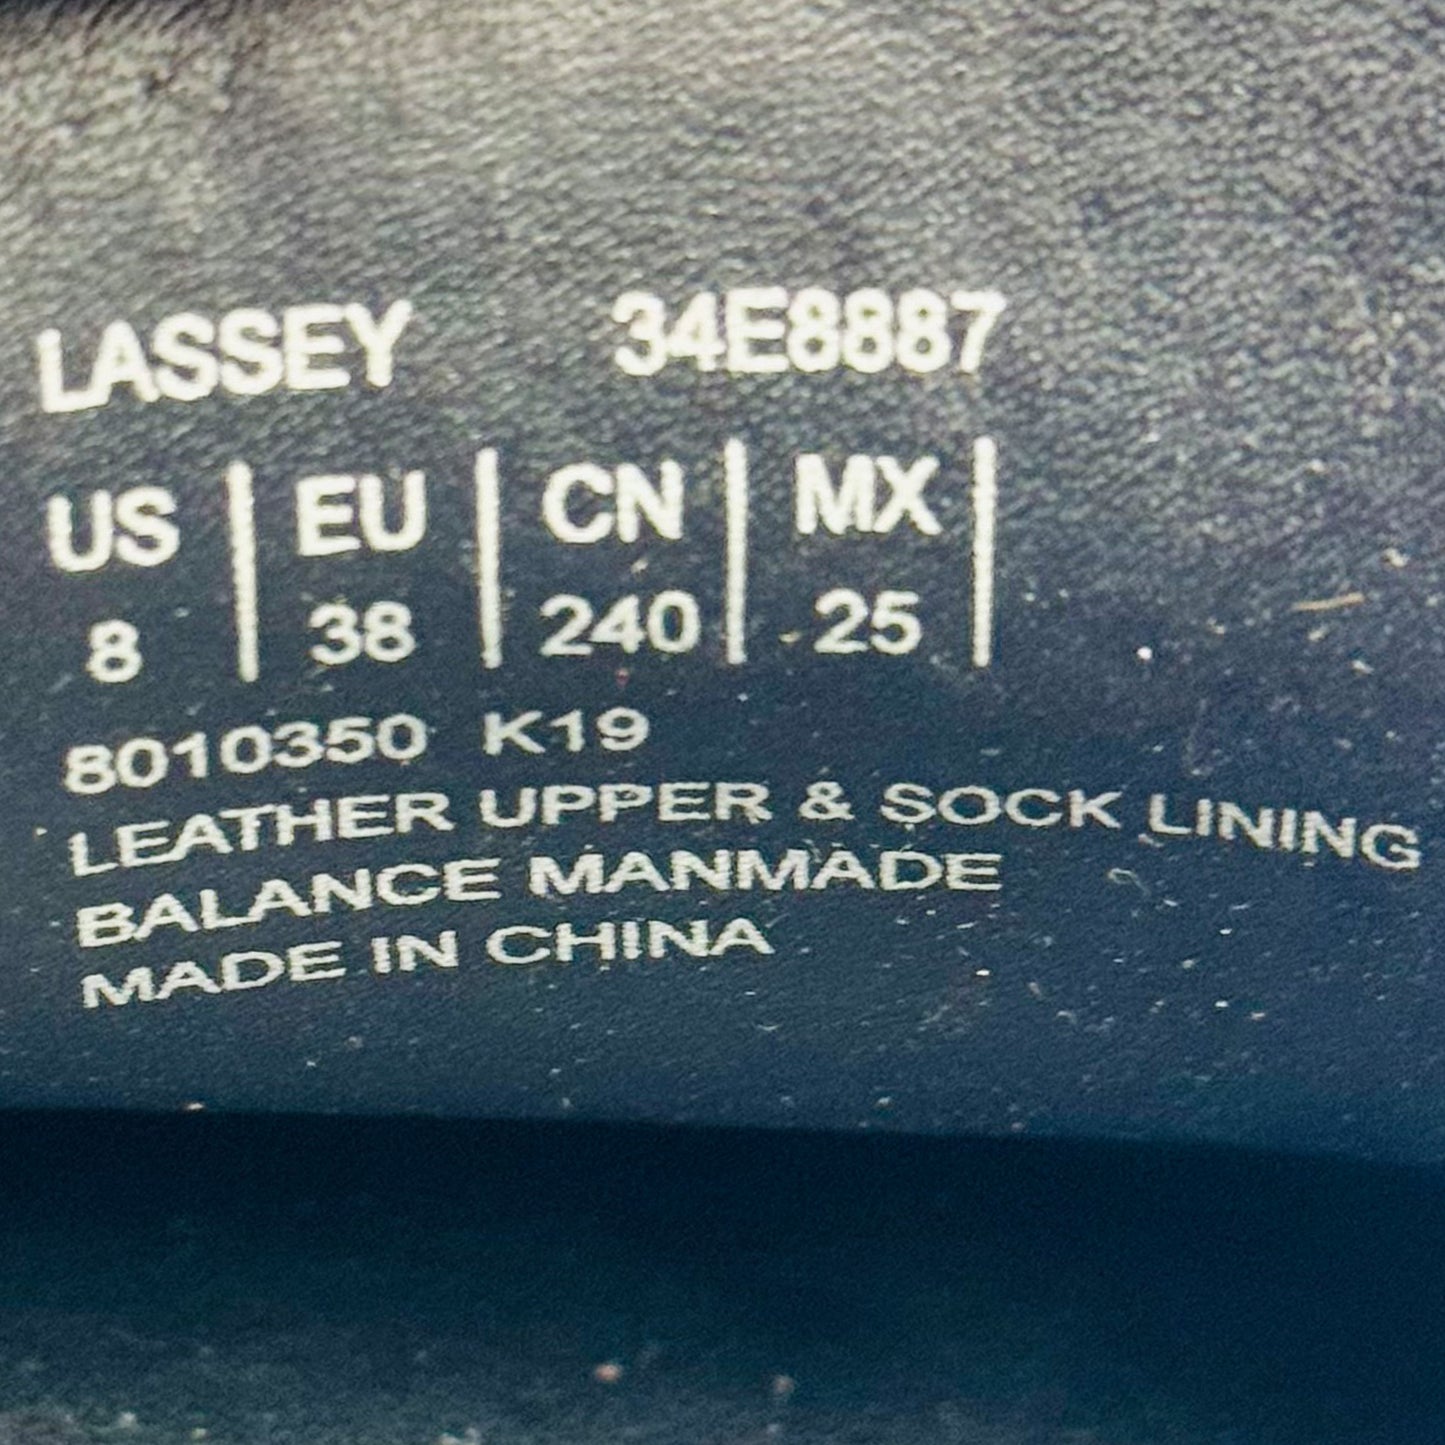 LASSEY 34E8887
US | EU | CN | MX |
8 | 38 | 240 | 25 |
8010350 K19
LEATHER UPPER & SOCK LINING
BALANCE MANMADE
MADE IN CHINA